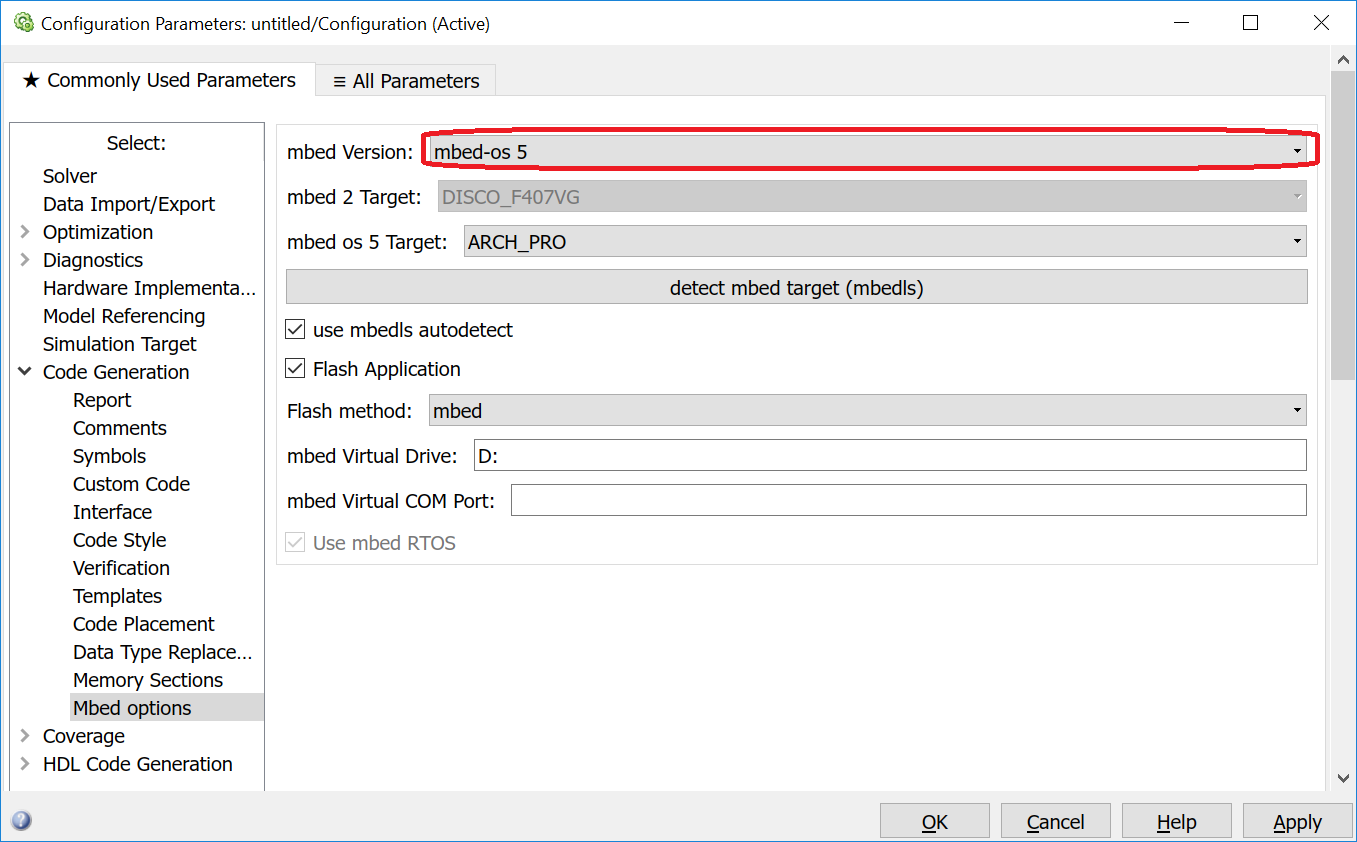 Configuration Parameters: untitled/Configuration (Active)
★ Commonly Used Parameters
≡ All Parameters
Select:
Solver
Data Import/Export
Optimization
Diagnostics
Hardware Implementa...
Model Referencing
Simulation Target
Code Generation
Report
Comments
Symbols
Custom Code
Interface
Code Style
Verification
Templates
Code Placement
Data Type Replace...
Memory Sections
Mbed options
Coverage
HDL Code Generation
mbed Version: mbed-os 5
mbed 2 Target: DISCO_F407VG
mbed os 5 Target: ARCH_PRO
detect mbed target (mbedls)
use mbedls autodetect
Flash Application
Flash method: mbed
mbed Virtual Drive: D:
mbed Virtual COM Port:
Use mbed RTOS
?
OK
Cancel
Help
Apply